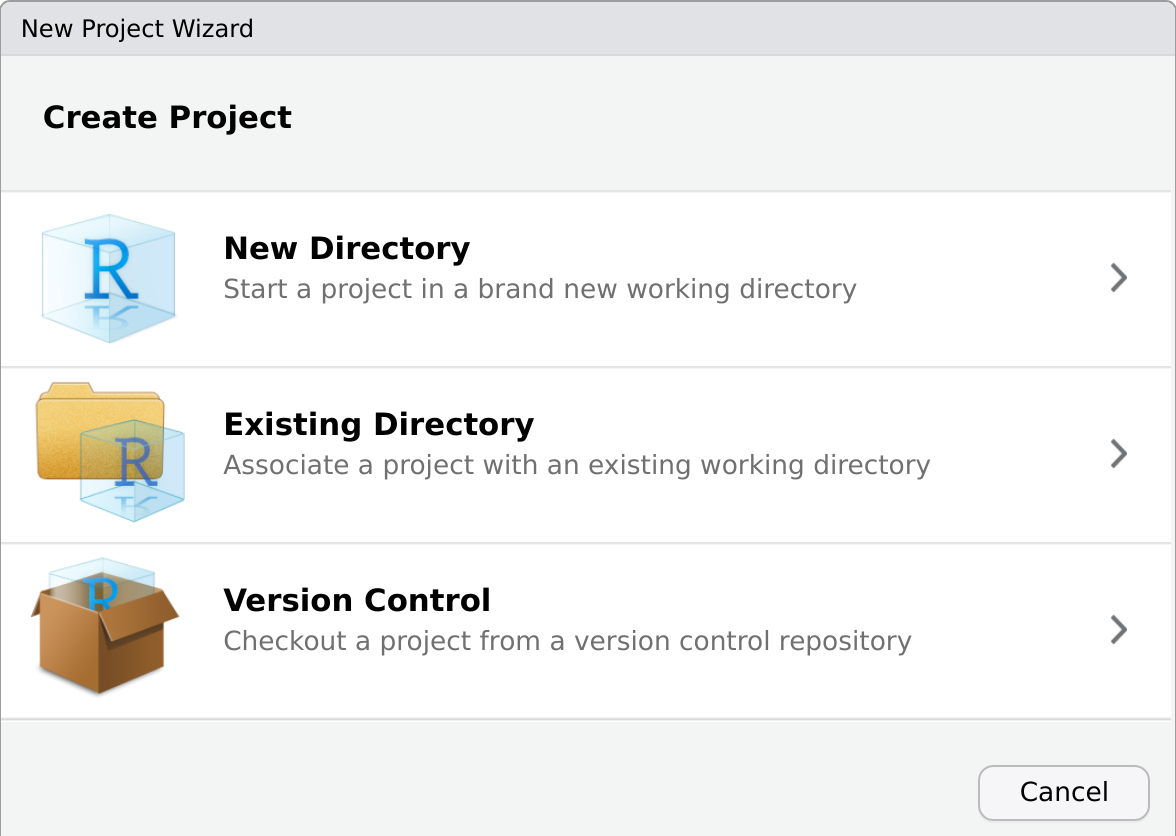 New Project Wizard
Create Project
R
New Directory
Start a project in a brand new working directory
R
Existing Directory
Associate a project with an existing working directory
R
Version Control
Checkout a project from a version control repository
Cancel